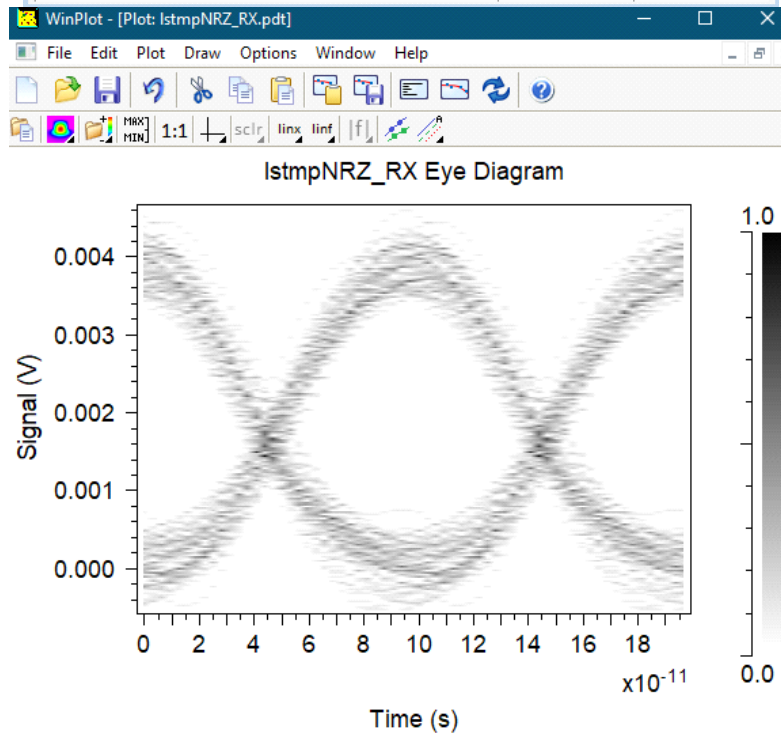 WinPlot - [Plot: lstmpNRZ_RX.pdt]
File Edit Plot Draw Options Window Help
MAX
MIN
1:1
sclr
linx
linf
|f|
A
lstmpNRZ_RX Eye Diagram
1.0
0.004
0.003
0.002
0.001
0.000
Signal (V)
0 2 4 6 8 10 12 14 16 18
x10-11
0.0
Time (s)